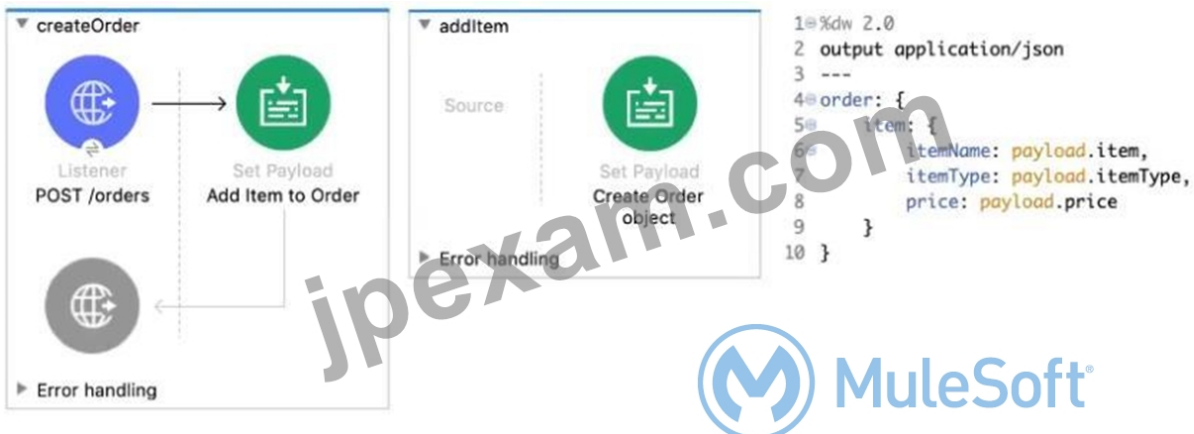 createOrder
Listener
POST /orders
Set Payload
Add Item to Order
Error handling
addItem
Source
Set Payload
Create Order
object
Error handling
1 %dw 2.0
2 output application/json
3 ---
4 order: {
5 item: {
6 itemName: payload.item,
7 itemType: payload.itemType,
8 price: payload.price
9 }
10 }
jpexam.com
MuleSoft®